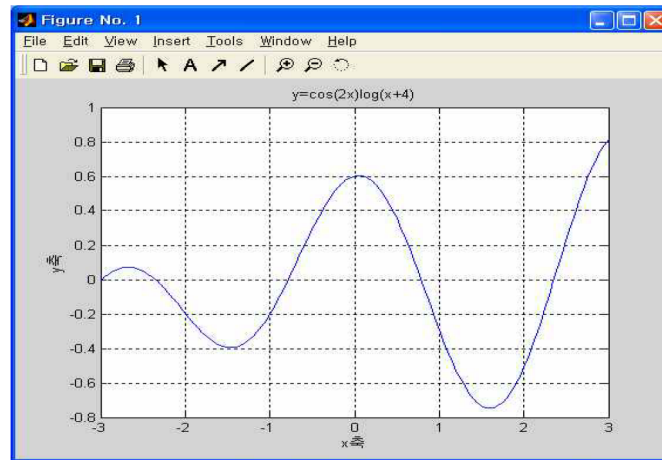 Figure No. 1
File Edit View Insert Tools Window Help
A
y=cos(2x)log(x+4)
1
0.8
0.6
0.4
0.2
0
-0.2
-0.4
-0.6
-0.8
y축
-3 -2 -1 0 1 2 3
x축